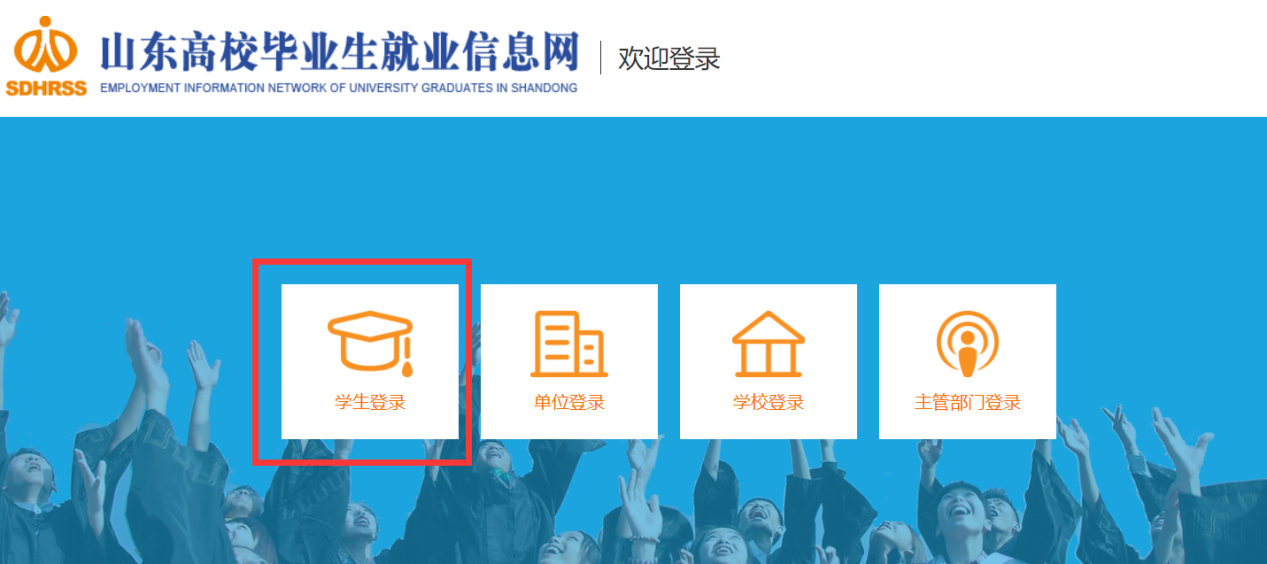 山东高校毕业生就业信息网
欢迎登录
SDHRSS
EMPLOYMENT INFORMATION NETWORK OF UNIVERSITY GRADUATES IN SHANDONG
学生登录
单位登录
学校登录
主管部门登录